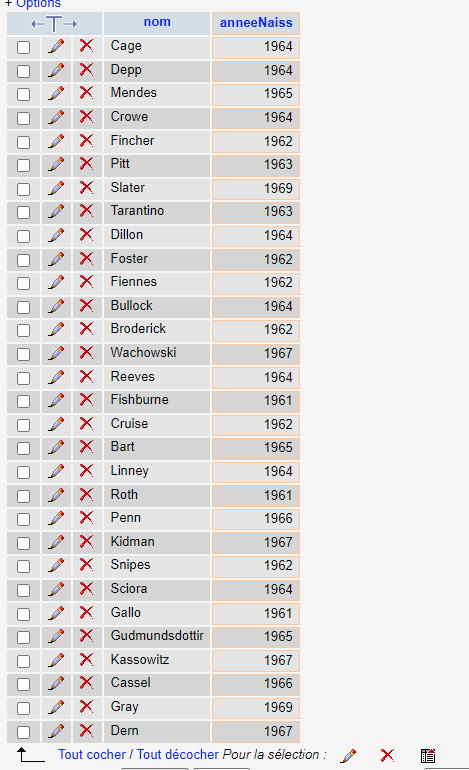 + Options
nom anneeNaiss
Cage 1964
Depp 1964
Mendes 1965
Crowe 1964
Fincher 1962
Pitt 1963
Slater 1969
Tarantino 1963
Dillon 1964
Foster 1962
Fiennes 1962
Bullock 1964
Broderick 1962
Wachowski 1967
Reeves 1964
Fishburne 1961
Cruise 1962
Bart 1965
Linney 1964
Roth 1961
Penn 1966
Kidman 1967
Snipes 1962
Sciora 1964
Gallo 1961
Gudmundsdottir 1965
Kassowitz 1967
Cassel 1966
Gray 1969
Dern 1967
Tout cocher / Tout décocher Pour la sélection :